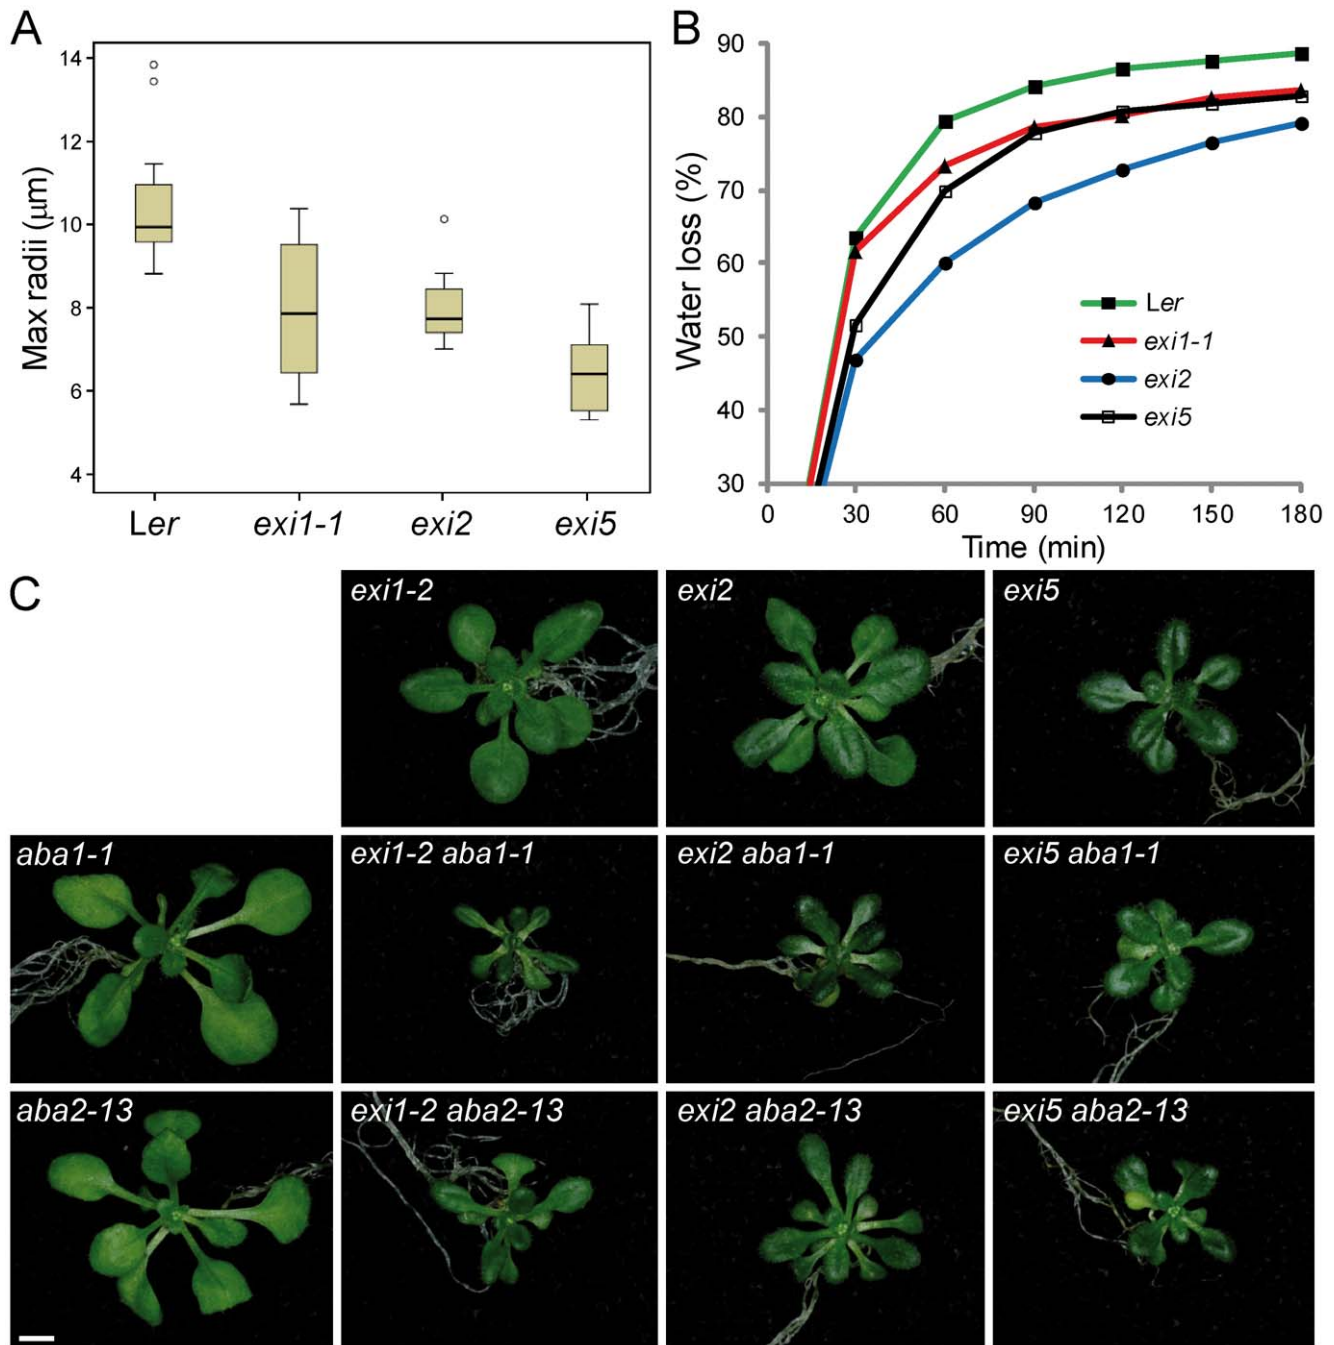 A
Max radii (μm)
14
12
10
8
6
4
Ler
exi1-1
exi2
exi5
B
Water loss (%)
90
80
70
60
50
40
30
Ler
exi1-1
exi2
exi5
0
30
60
90
120
150
180
Time (min)
C
exi1-2
exi2
exi5
aba1-1
exi1-2 aba1-1
exi2 aba1-1
exi5 aba1-1
aba2-13
exi1-2 aba2-13
exi2 aba2-13
exi5 aba2-13